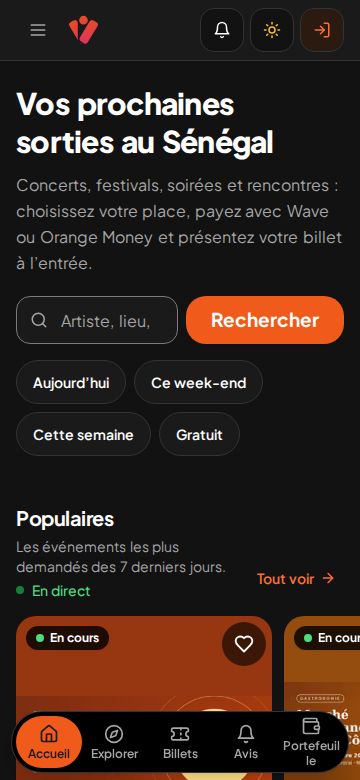 Vos prochaines
sorties au Sénégal
Concerts, festivals, soirées et rencontres :
choisissez votre place, payez avec Wave
ou Orange Money et présentez votre billet
à l’entrée.
Artiste, lieu,
Rechercher
Aujourd’hui
Ce week-end
Cette semaine
Gratuit
Populaires
Les événements les plus
demandés des 7 derniers jours.
Tout voir
En direct
En cours
En cour
GASTRONOMIE
Accueil
Explorer
Billets
Avis
Portefeuil
le